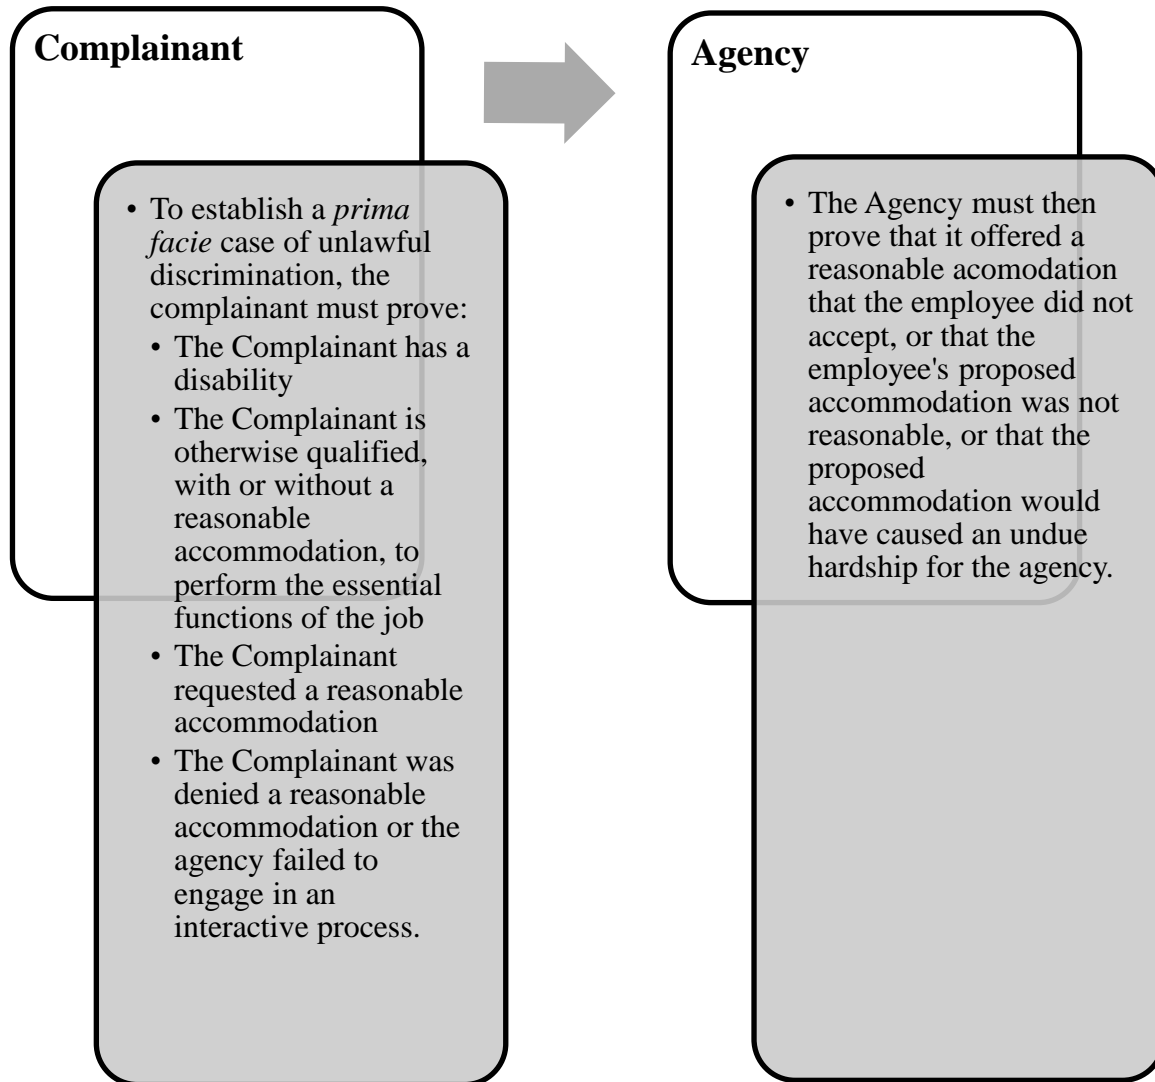 Complainant
• To establish a prima
facie case of unlawful
discrimination, the
complainant must prove:
• The Complainant has a
disability
• The Complainant is
otherwise qualified,
with or without a
reasonable
accommodation, to
perform the essential
functions of the job
• The Complainant
requested a reasonable
accommodation
• The Complainant was
denied a reasonable
accommodation or the
agency failed to
engage in an
interactive process.
Agency
• The Agency must then
prove that it offered a
reasonable acomodation
that the employee did not
accept, or that the
employee's proposed
accommodation was not
reasonable, or that the
proposed
accommodation would
have caused an undue
hardship for the agency.